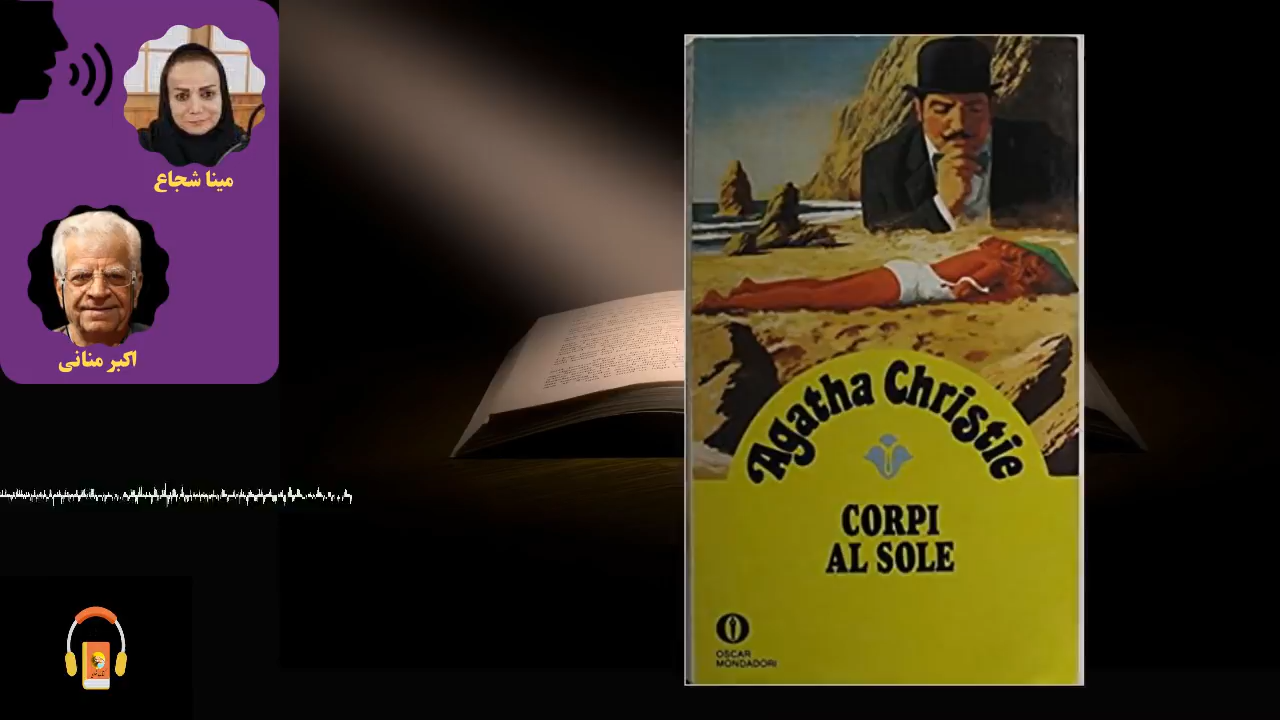 مینا شجاع
اکبر منانی
Agatha Christie
CORPI
AL SOLE
OSCAR
MONDADORI